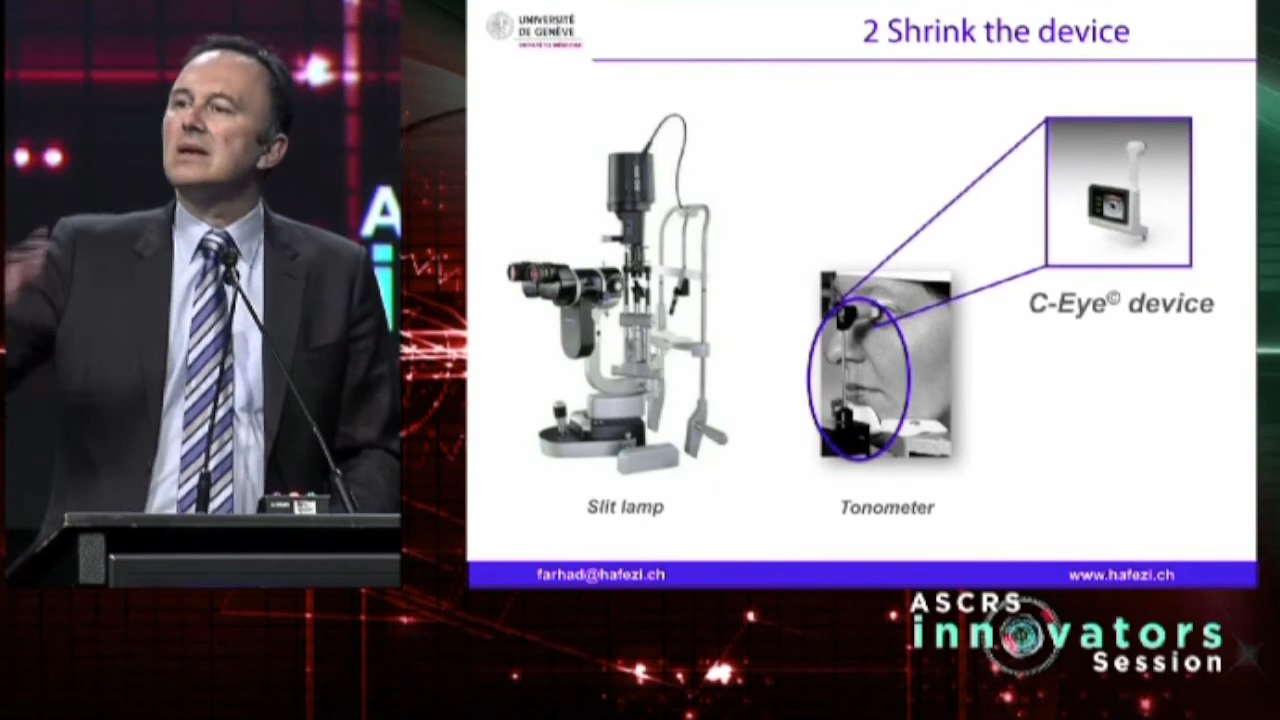 UNIVERSITÉ
DE GENÈVE
2 Shrink the device
C-Eye© device
Slit lamp
Tonometer
farhad@hafezi.ch
www.hafezi.ch
A
ASCRS
innovators
Session